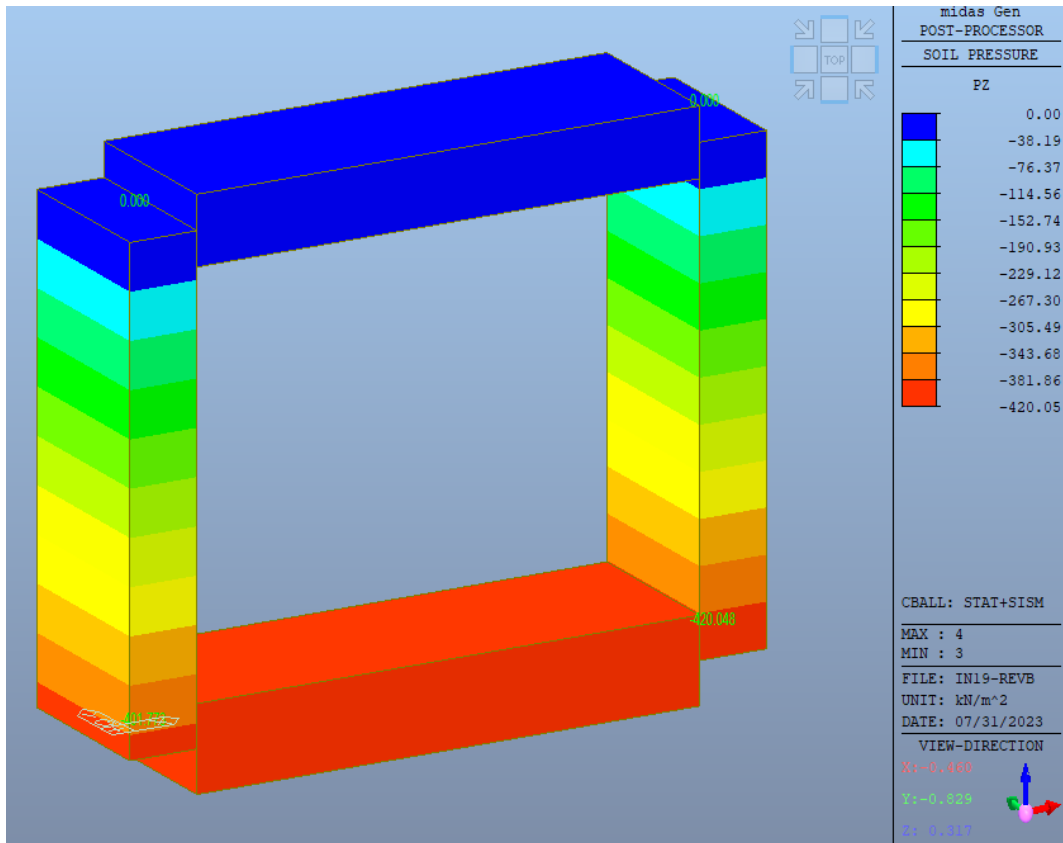 midas Gen
POST-PROCESSOR
SOIL PRESSURE
PZ
0.00
-38.19
-76.37
-114.56
-152.74
-190.93
-229.12
-267.30
-305.49
-343.68
-381.86
-420.05
TOP
0.000
0.000
-420.048
CBALL: STAT+SISM
MAX : 4
MIN : 3
FILE: IN19-REVB
UNIT: kN/m^2
DATE: 07/31/2023
VIEW-DIRECTION
Y:-0.829
Z: 0.317